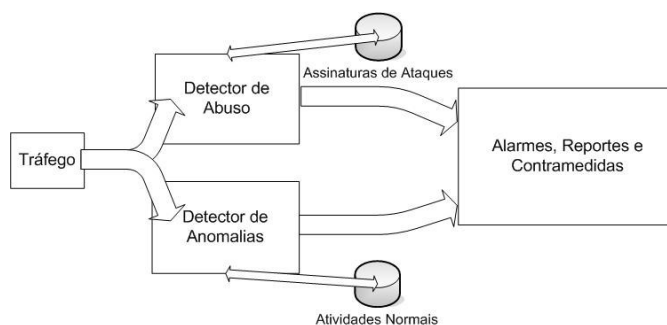 Assinaturas de Ataques
Detector de
Abuso
Tráfego
Alarmes, Reportes e
Contramedidas
Detector de
Anomalias
Atividades Normais